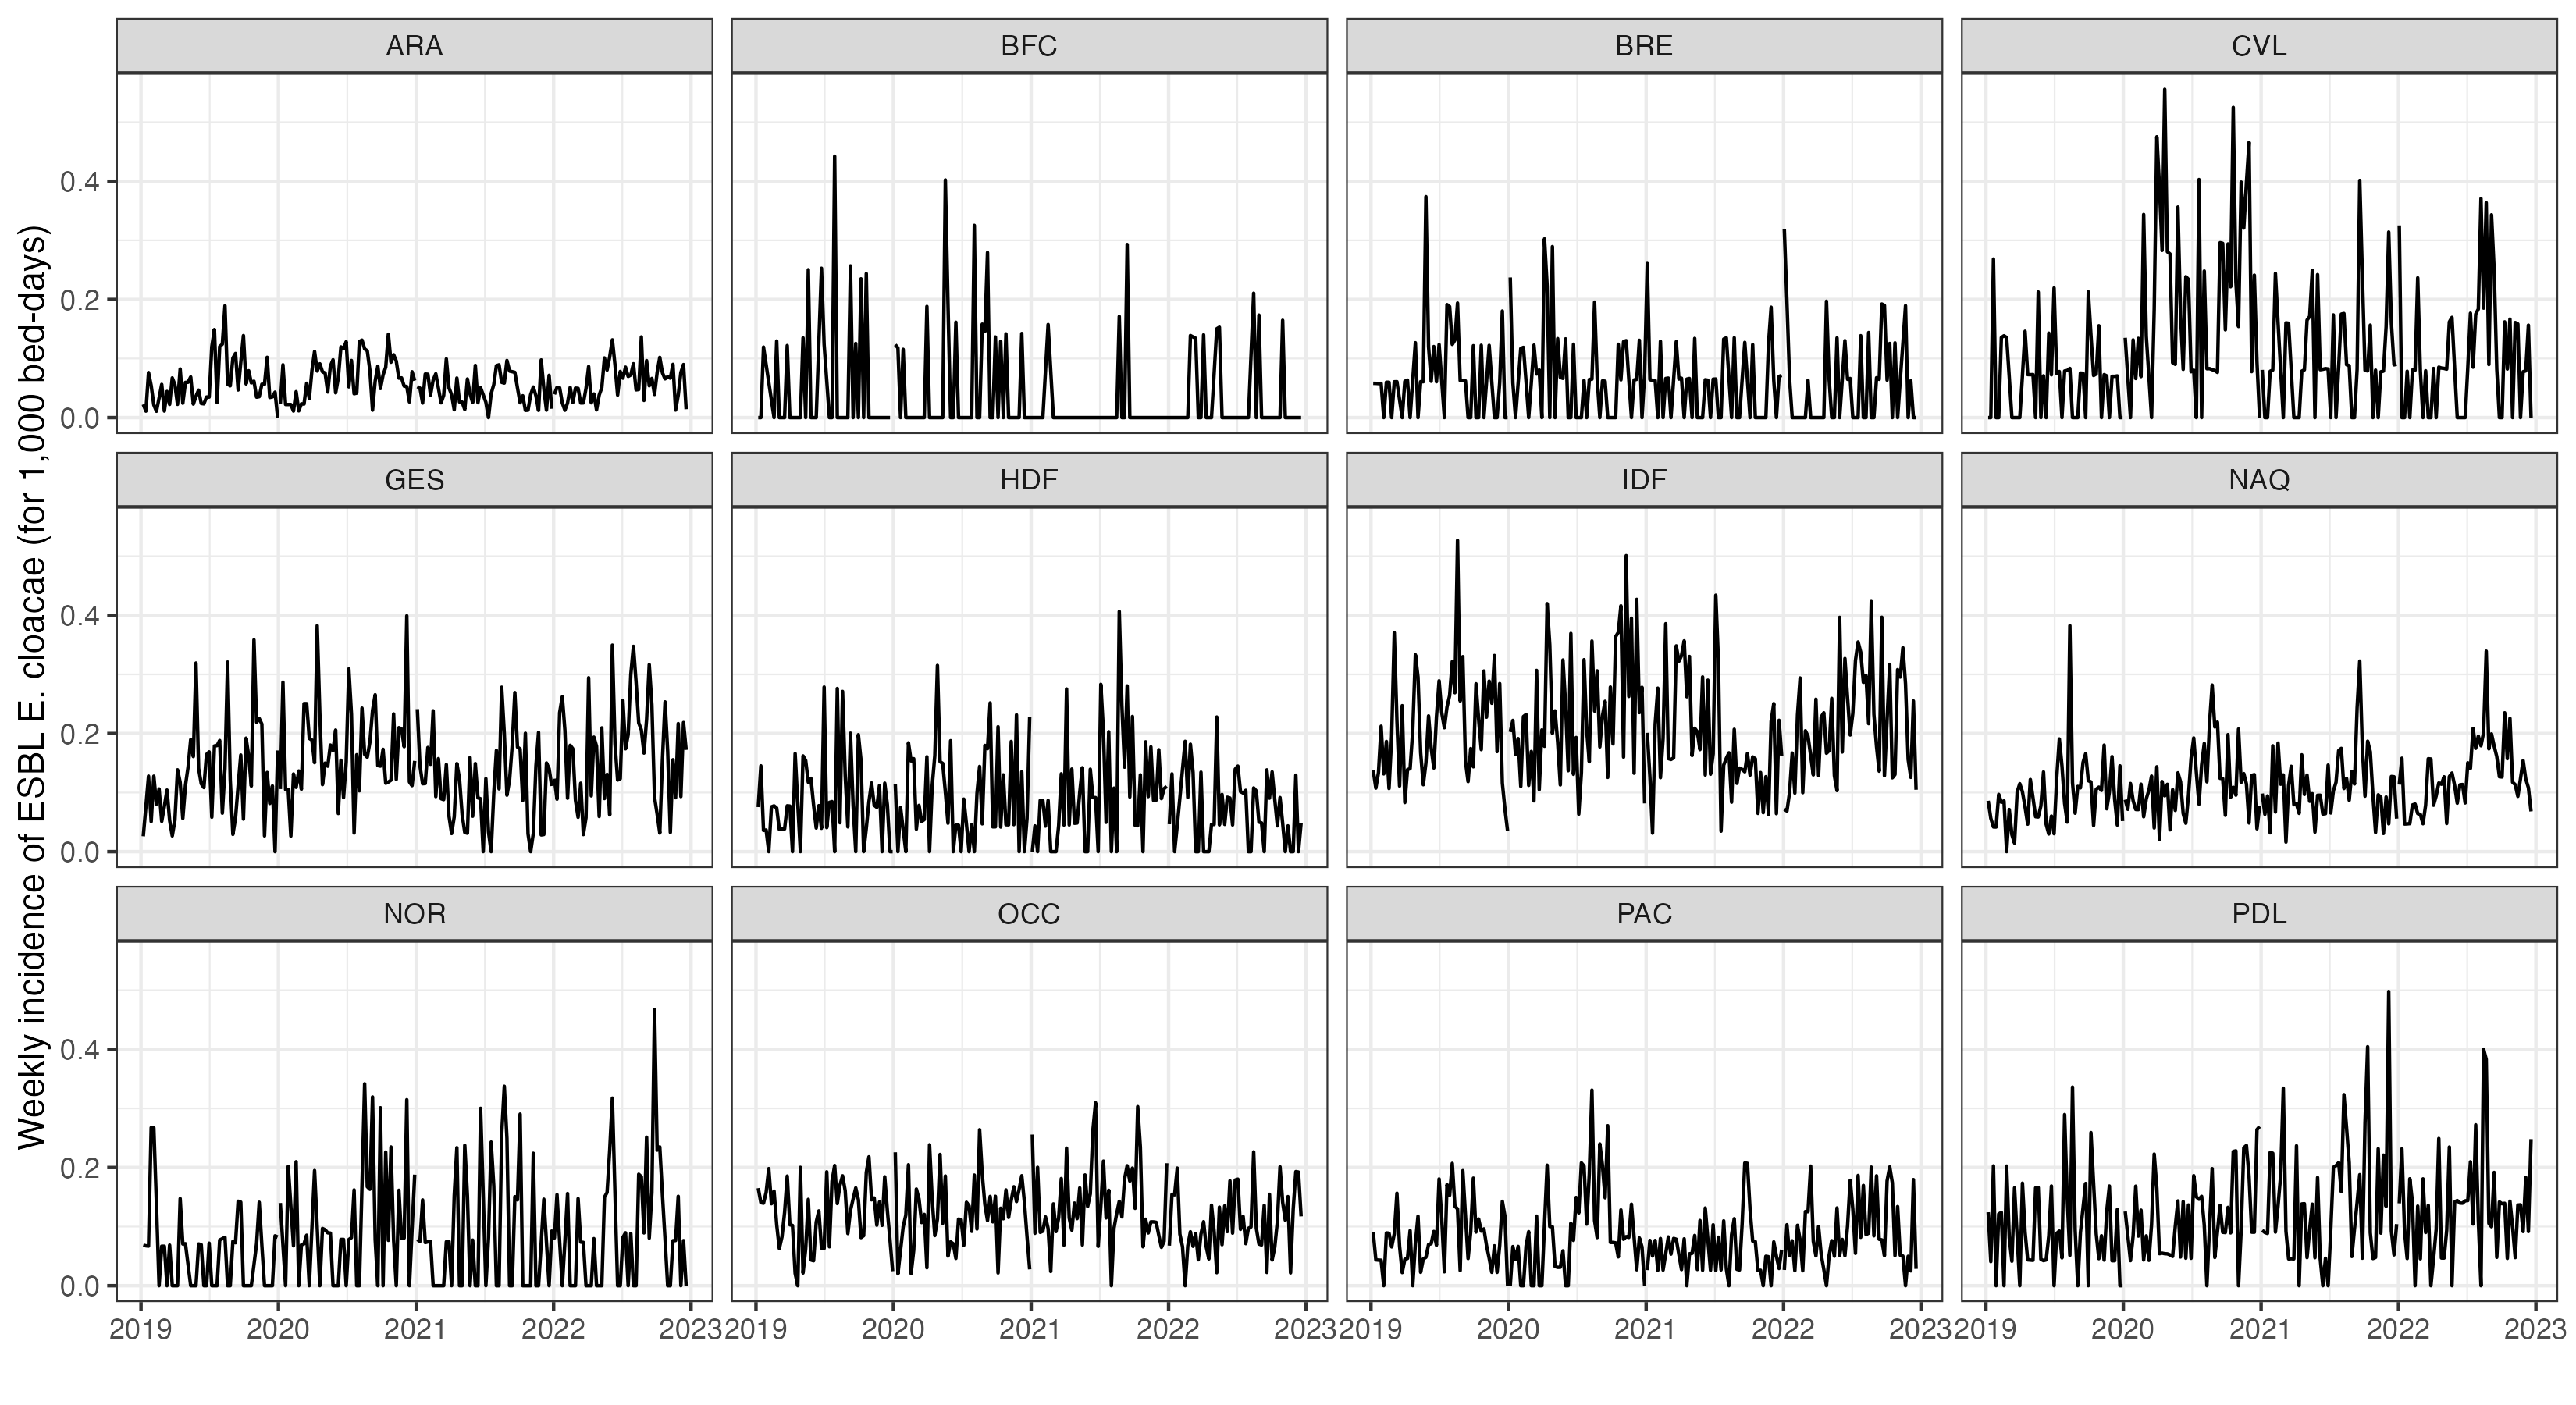 ARA BFC BRE CVL
0.4
0.2
0.0
GES HDF IDF NAQ
0.4
0.2
0.0
NOR OCC PAC PDL
0.4
0.2
0.0
2019 2020 2021 2022 2023 2019 2020 2021 2022 2023 2019 2020 2021 2022 2023 2019 2020 2021 2022 2023
Weekly incidence of ESBL E. cloacae (for 1,000 bed-days)